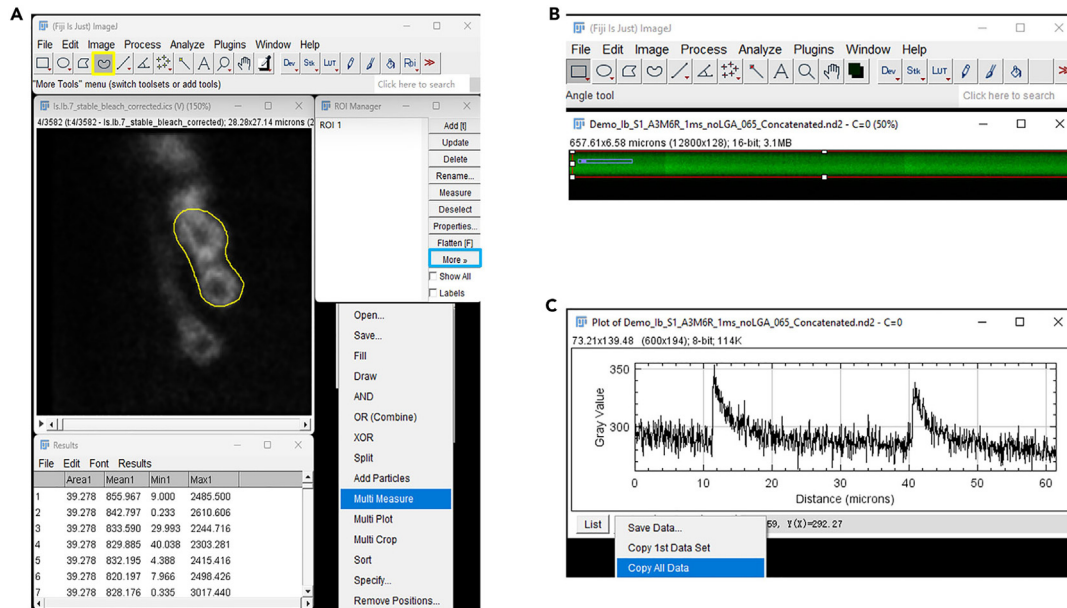 A
(Fiji Is Just) ImageJ
File Edit Image Process Analyze Plugins Window Help
Dev Stk LUT Roi
"More Tools" menu (switch toolsets or add tools)
Click here to search
ls.lb.7_stable_bleach_corrected.ics (V) (150%)
4/3582 (t:4/3582 - ls.lb.7_stable_bleach_corrected); 28.28x27.14 microns (2
ROI Manager
ROI 1
Add [t]
Update
Delete
Rename...
Measure
Deselect
Properties...
Flatten [F]
More »
Show All
Labels
Open...
Save...
Fill
Draw
AND
OR (Combine)
XOR
Split
Add Particles
Multi Measure
Multi Plot
Multi Crop
Sort
Specify...
Remove Positions...
Results
File Edit Font Results
Area1 Mean1 Min1 Max1
1 39.278 855.967 9.000 2485.500
2 39.278 842.797 0.233 2610.606
3 39.278 833.590 29.993 2244.716
4 39.278 829.885 40.038 2303.281
5 39.278 832.195 4.388 2415.416
6 39.278 820.197 7.966 2498.426
7 39.278 828.176 0.335 3017.440
B
(Fiji Is Just) ImageJ
File Edit Image Process Analyze Plugins Window Help
Dev Stk LUT
Angle tool
Click here to search
Demo_lb_S1_A3M6R_1ms_noLGA_065_Concatenated.nd2 - C=0 (50%)
657.61x6.58 microns (12800x128); 16-bit; 3.1MB
C
Plot of Demo_lb_S1_A3M6R_1ms_noLGA_065_Concatenated.nd2 - C=0
73.21x139.48 (600x194); 8-bit; 114K
350
300
Gray Value
0 10 20 30 40 50 60
Distance (microns)
List
59, Y(X)=292.27
Save Data...
Copy 1st Data Set
Copy All Data